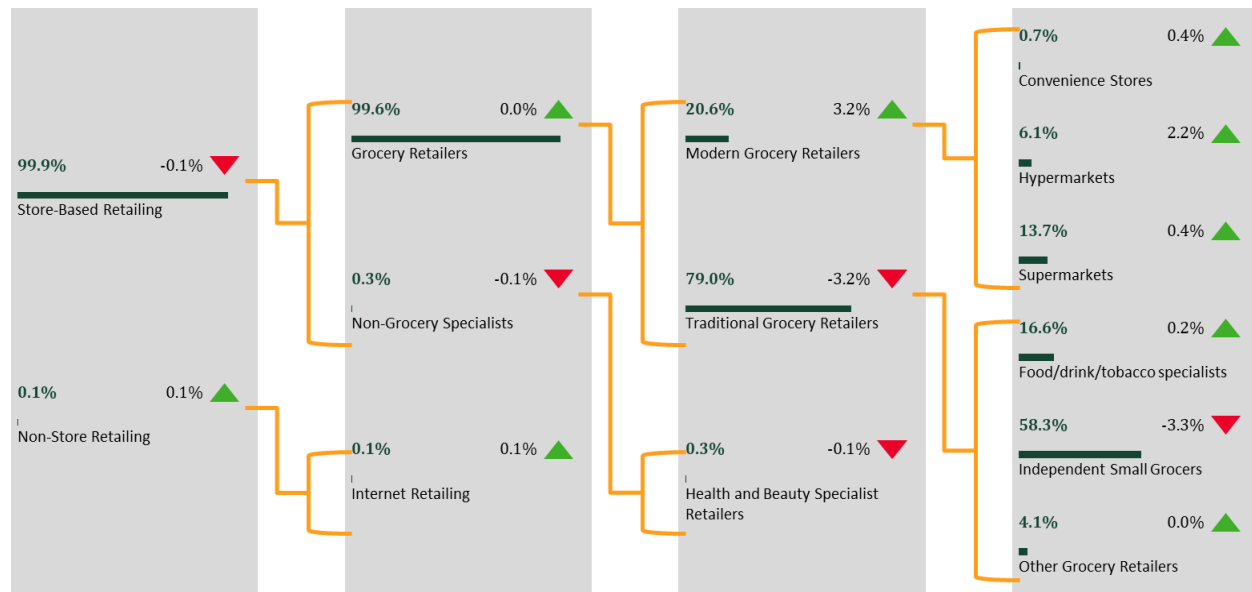 99.9% -0.1%
Store-Based Retailing
0.1% 0.1%
Non-Store Retailing
99.6% 0.0%
Grocery Retailers
0.3% -0.1%
Non-Grocery Specialists
0.1% 0.1%
Internet Retailing
20.6% 3.2%
Modern Grocery Retailers
79.0% -3.2%
Traditional Grocery Retailers
0.3% -0.1%
Health and Beauty Specialist
Retailers
0.7% 0.4%
Convenience Stores
6.1% 2.2%
Hypermarkets
13.7% 0.4%
Supermarkets
16.6% 0.2%
Food/drink/tobacco specialists
58.3% -3.3%
Independent Small Grocers
4.1% 0.0%
Other Grocery Retailers